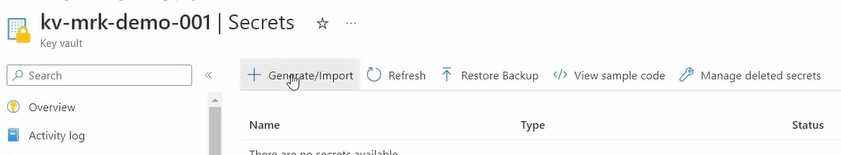 kv-mrk-demo-001 | Secrets
Key vault
Search
Generate/Import Refresh Restore Backup View sample code Manage deleted secrets
Overview
Activity log
Name Type Status
There are no secrets available.